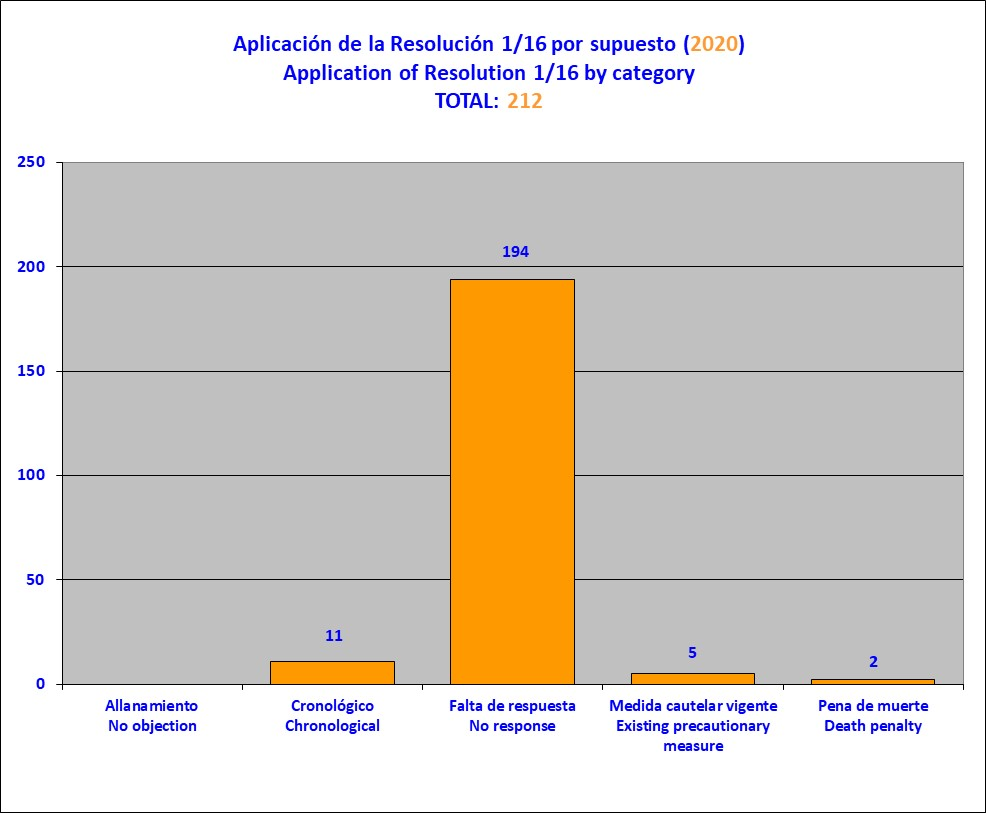 Aplicación de la Resolución 1/16 por supuesto (2020)
Application of Resolution 1/16 by category
TOTAL: 212
250
200
150
100
50
0
194
11
5
2
Allanamiento
No objection
Cronológico
Chronological
Falta de respuesta
No response
Medida cautelar vigente
Existing precautionary
measure
Pena de muerte
Death penalty